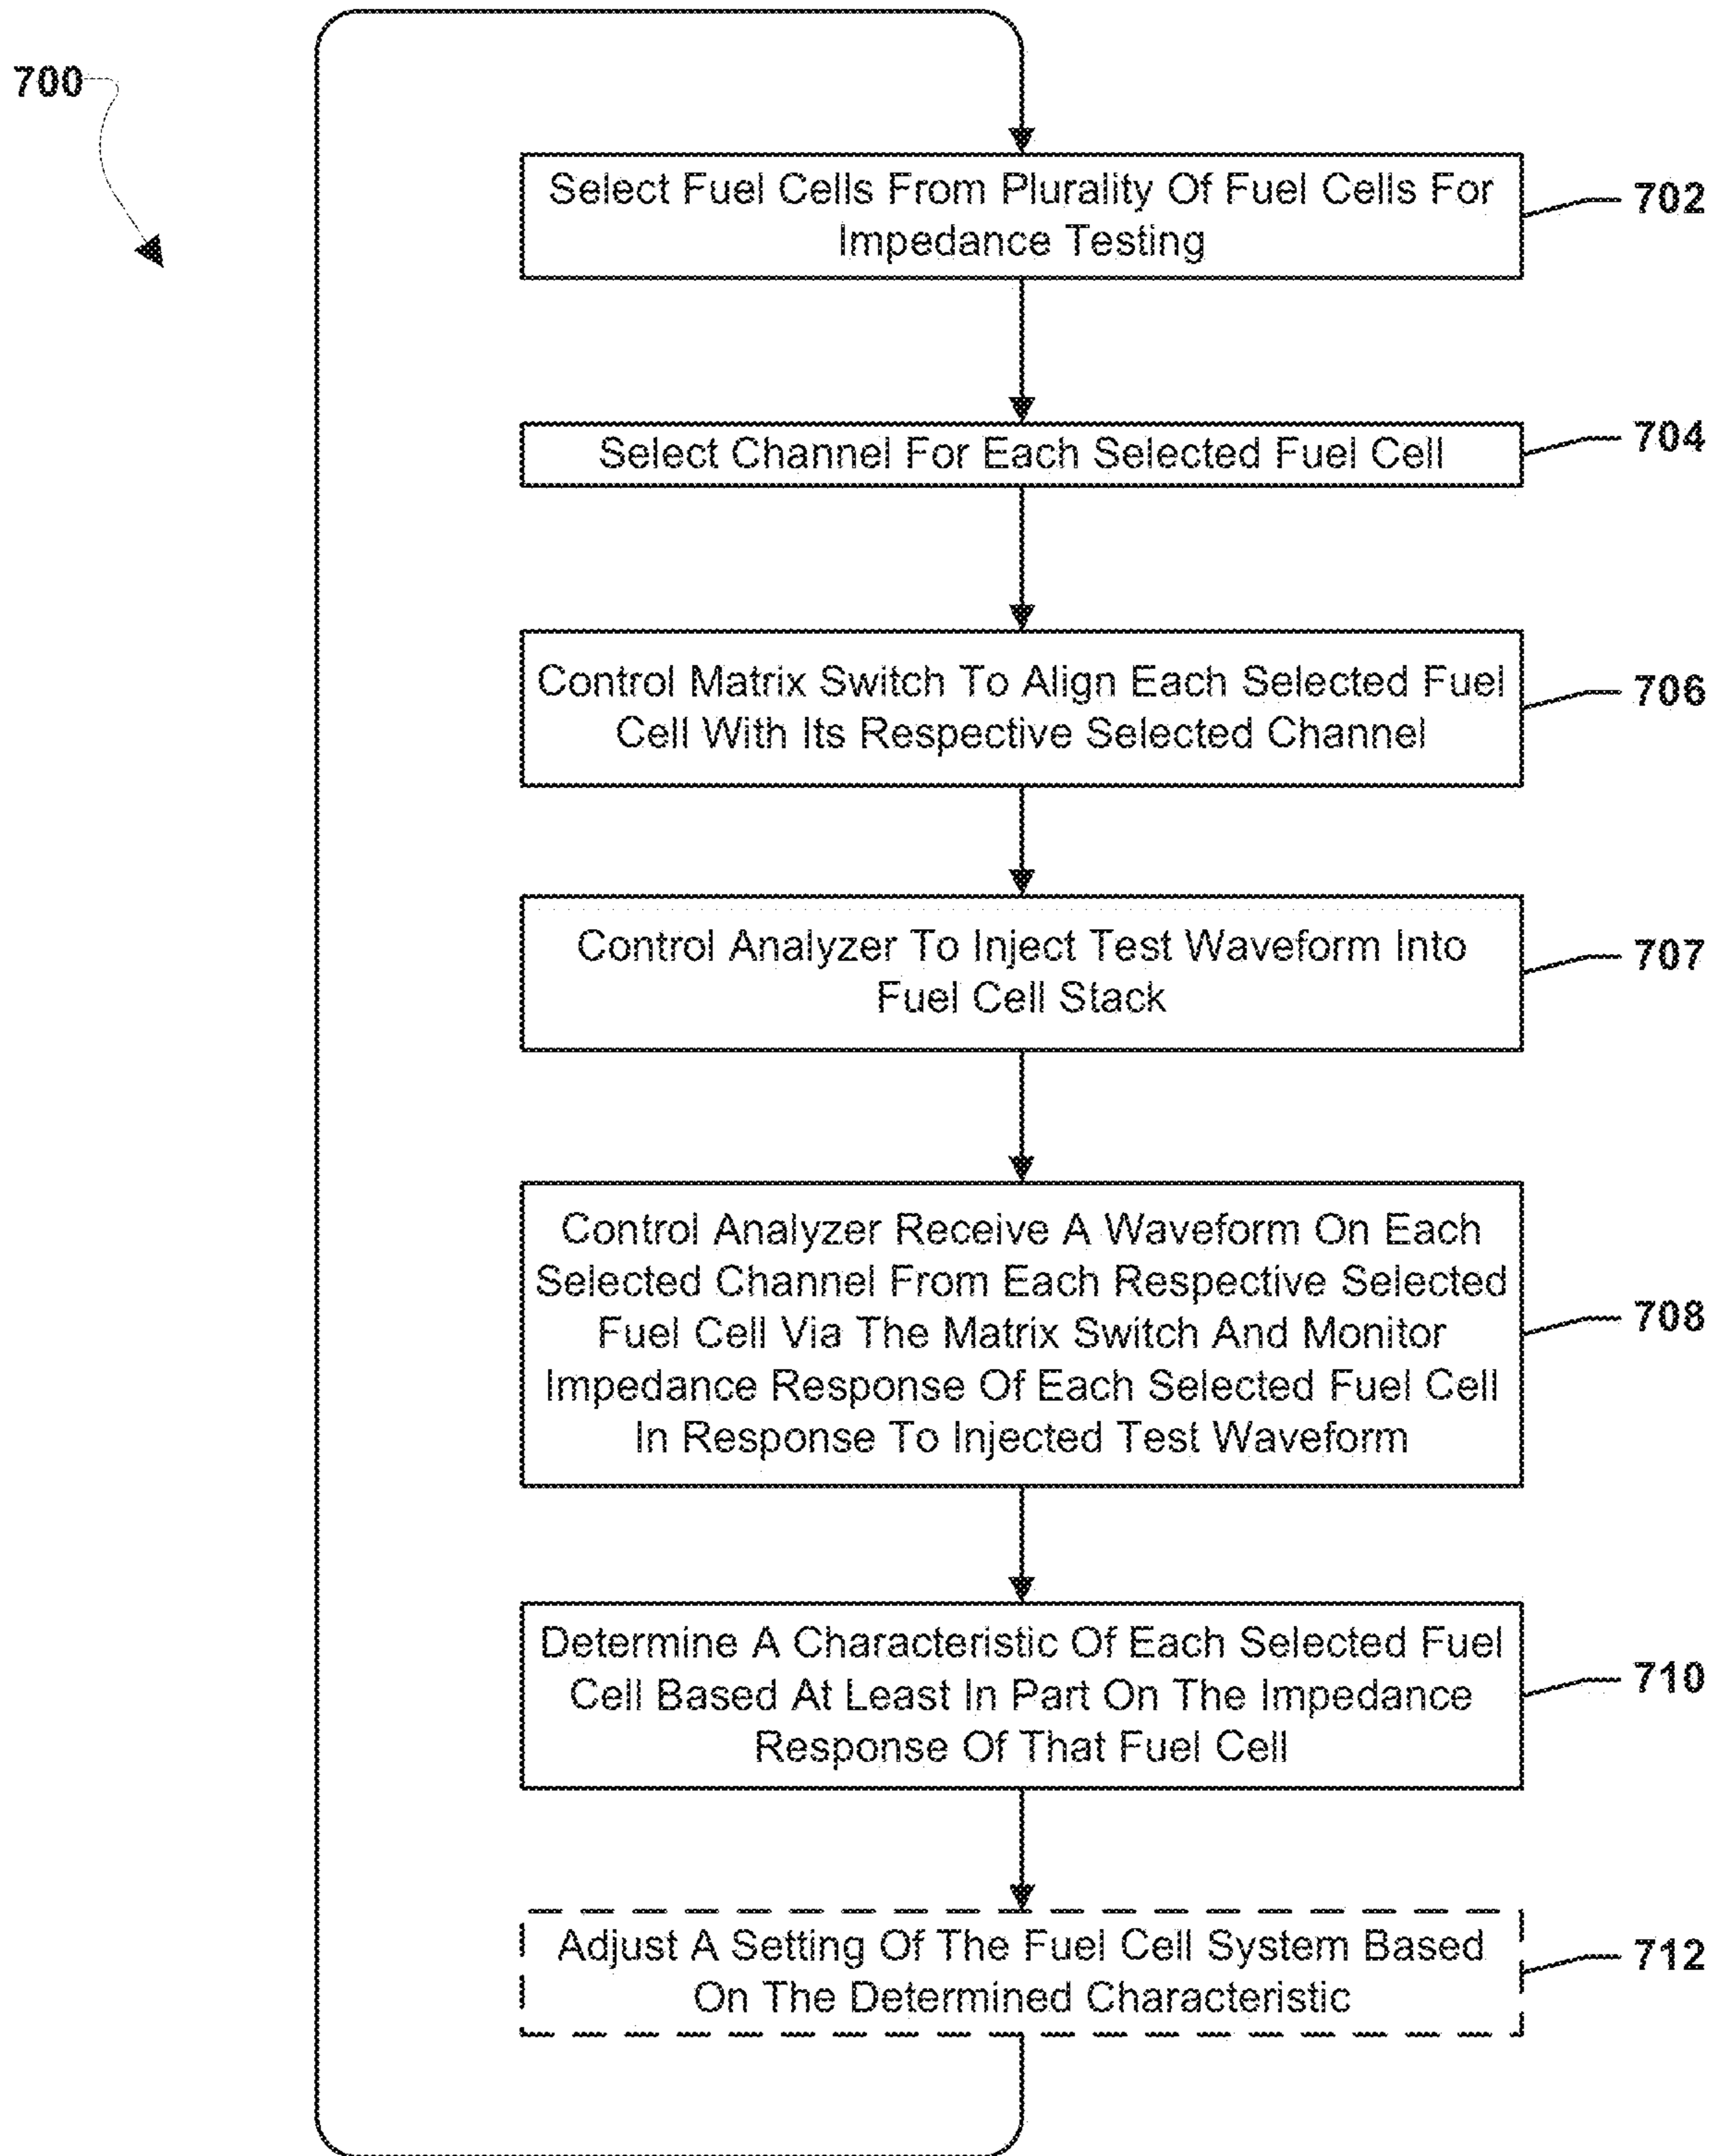 700
Select Fuel Cells From Plurality Of Fuel Cells For
Impedance Testing
702
Select Channel For Each Selected Fuel Cell
704
Control Matrix Switch To Align Each Selected Fuel
Cell With Its Respective Selected Channel
706
Control Analyzer To Inject Test Waveform Into
Fuel Cell Stack
707
Control Analyzer Receive A Waveform On Each
Selected Channel From Each Respective Selected
Fuel Cell Via The Matrix Switch And Monitor
Impedance Response Of Each Selected Fuel Cell
In Response To Injected Test Waveform
708
Determine A Characteristic Of Each Selected Fuel
Cell Based At Least In Part On The Impedance
Response Of That Fuel Cell
710
Adjust A Setting Of The Fuel Cell System Based
On The Determined Characteristic
712